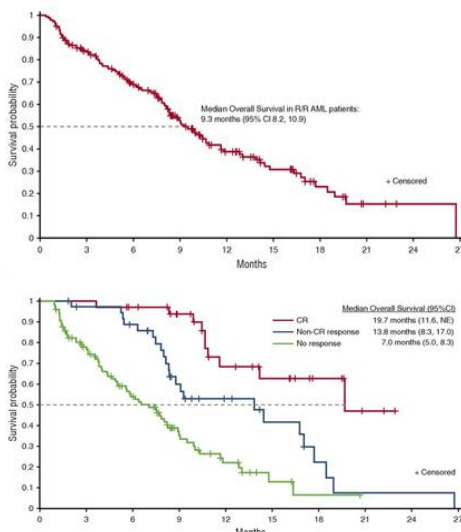 1
0.9
0.8
0.7
0.6
0.5
0.4
0.3
0.2
0.1
0
Survival probability
Median Overall Survival in R/R AML patients:
9.3 months (95% CI 8.2, 10.9)
+ Censored
0 3 6 9 12 15 18 21 24 27
Months
1
0.9
0.8
0.7
0.6
0.5
0.4
0.3
0.2
0.1
0
Survival probability
Median Overall Survival (95%CI)
CR 19.7 months (11.6, NE)
Non-CR response 13.8 months (8.3, 17.0)
No response 7.0 months (5.0, 8.3)
+ Censored
0 3 6 9 12 15 18 21 24 27
Months